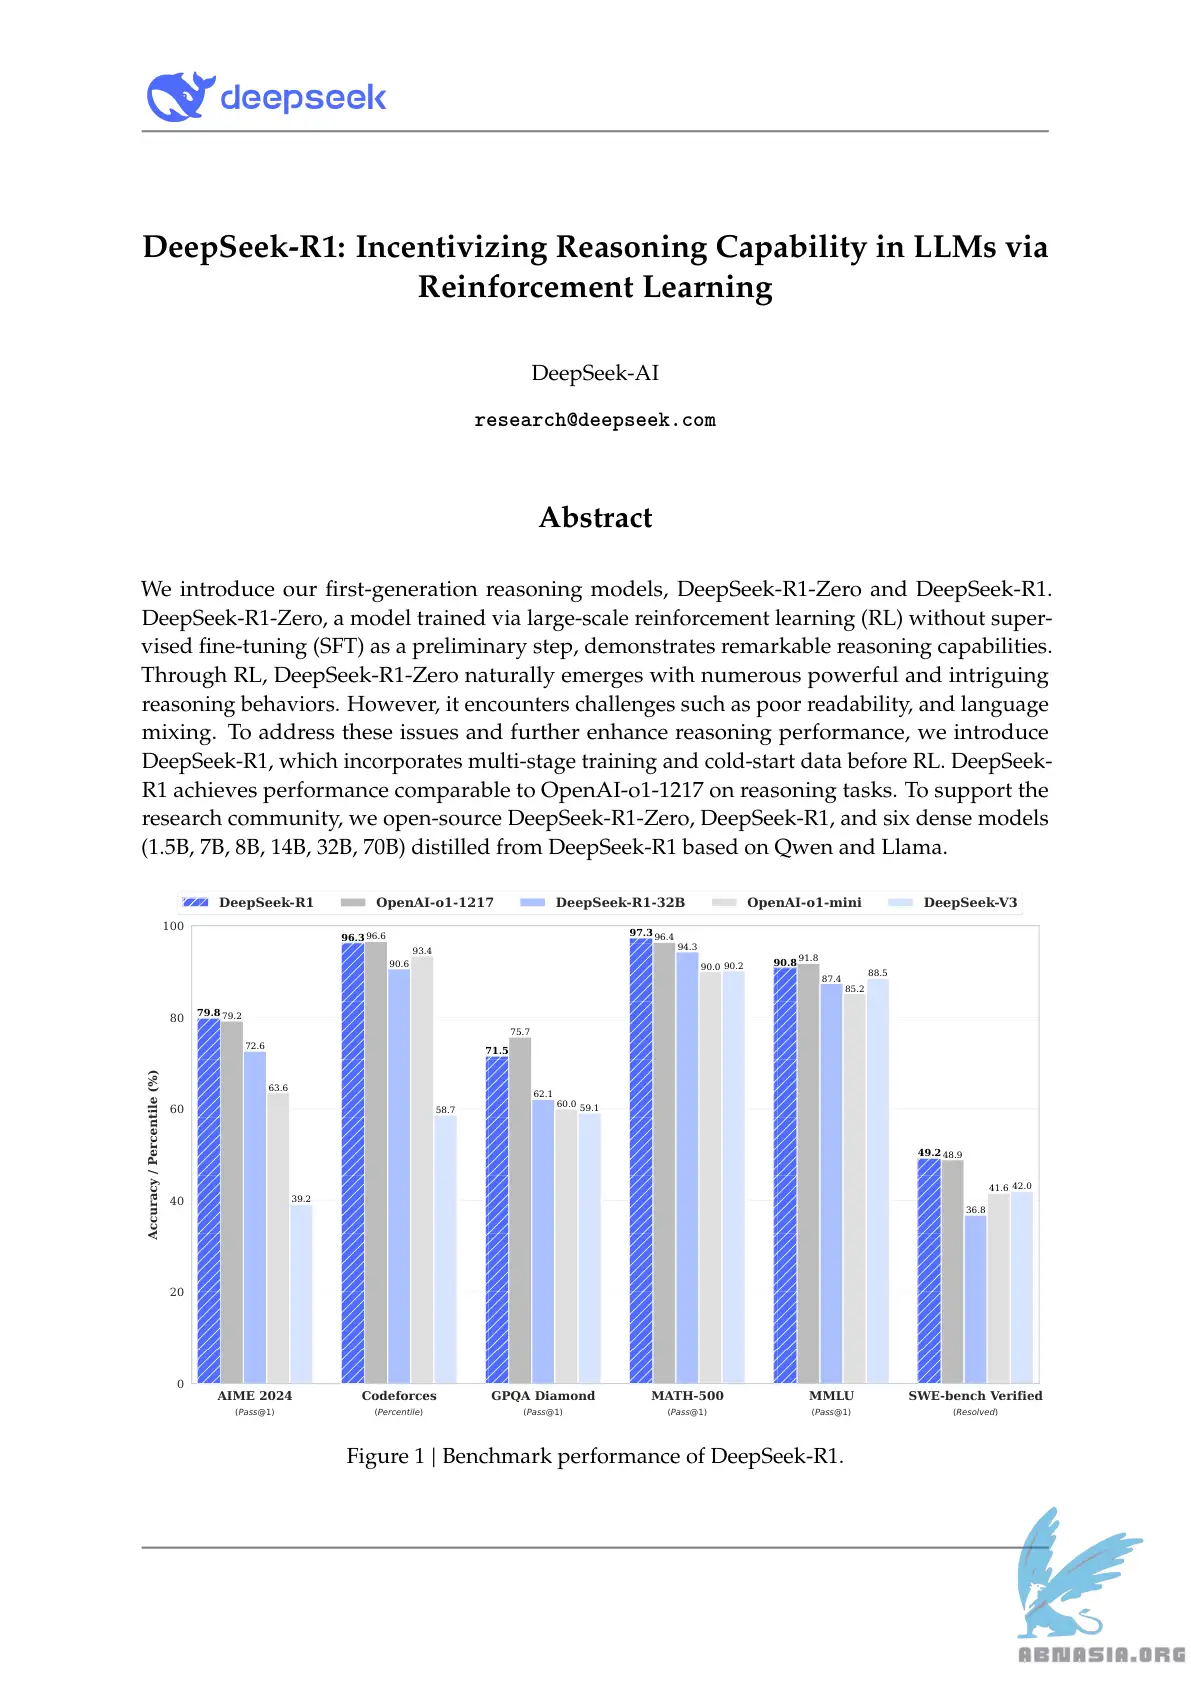 deepseek
DeepSeek-R1: Incentivizing Reasoning Capability in LLMs via
Reinforcement Learning
DeepSeek-AI
research@deepseek.com
Abstract
We introduce our first-generation reasoning models, DeepSeek-R1-Zero and DeepSeek-R1.
DeepSeek-R1-Zero, a model trained via large-scale reinforcement learning (RL) without super-
vised fine-tuning (SFT) as a preliminary step, demonstrates remarkable reasoning capabilities.
Through RL, DeepSeek-R1-Zero naturally emerges with numerous powerful and intriguing
reasoning behaviors. However, it encounters challenges such as poor readability, and language
mixing. To address these issues and further enhance reasoning performance, we introduce
DeepSeek-R1, which incorporates multi-stage training and cold-start data before RL. DeepSeek-
R1 achieves performance comparable to OpenAI-o1-1217 on reasoning tasks. To support the
research community, we open-source DeepSeek-R1-Zero, DeepSeek-R1, and six dense models
(1.5B, 7B, 8B, 14B, 32B, 70B) distilled from DeepSeek-R1 based on Qwen and Llama.
DeepSeek-R1 OpenAI-o1-1217 DeepSeek-R1-32B OpenAI-o1-mini DeepSeek-V3
Accuracy / Percentile (%)
100
80
60
40
20
0
79.8 79.2 72.6 63.6 39.2
96.3 96.6 90.6 93.4 58.7
71.5 75.7 62.1 60.0 59.1
97.3 96.4 94.3 90.0 90.2
90.8 91.8 87.4 85.2 88.5
49.2 48.9 36.8 41.6 42.0
AIME 2024 Codeforces GPQA Diamond MATH-500 MMLU SWE-bench Verified
(Pass@1) (Percentile) (Pass@1) (Pass@1) (Pass@1) (Resolved)
Figure 1 | Benchmark performance of DeepSeek-R1.
ABNASIA.ORG